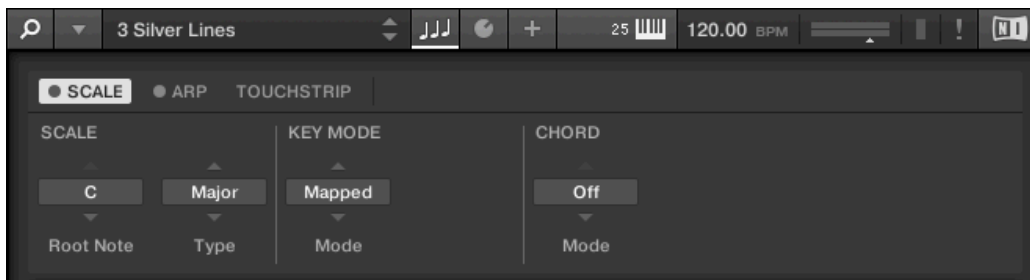 3 Silver Lines 25 120.00 BPM ! NI
SCALE ARP TOUCHSTRIP
SCALE KEY MODE CHORD
C Major Mapped Off
Root Note Type Mode Mode